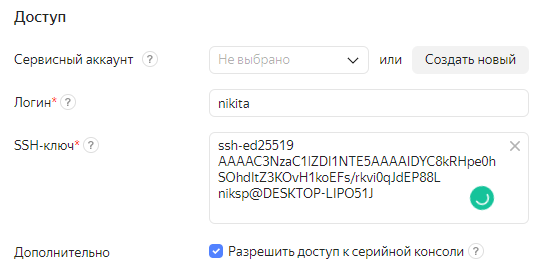 Доступ
Сервисный аккаунт ? Не выбрано или Создать новый
Логин* ? nikita
SSH-ключ* ? ssh-ed25519
AAAAC3NzaC1lZDI1NTE5AAAAIDYC8kRHpe0h
SOhdItZ3KOvH1koEFs/rkvi0qJdEP88L
niksp@DESKTOP-LIPO51J
Дополнительно Разрешить доступ к серийной консоли ?